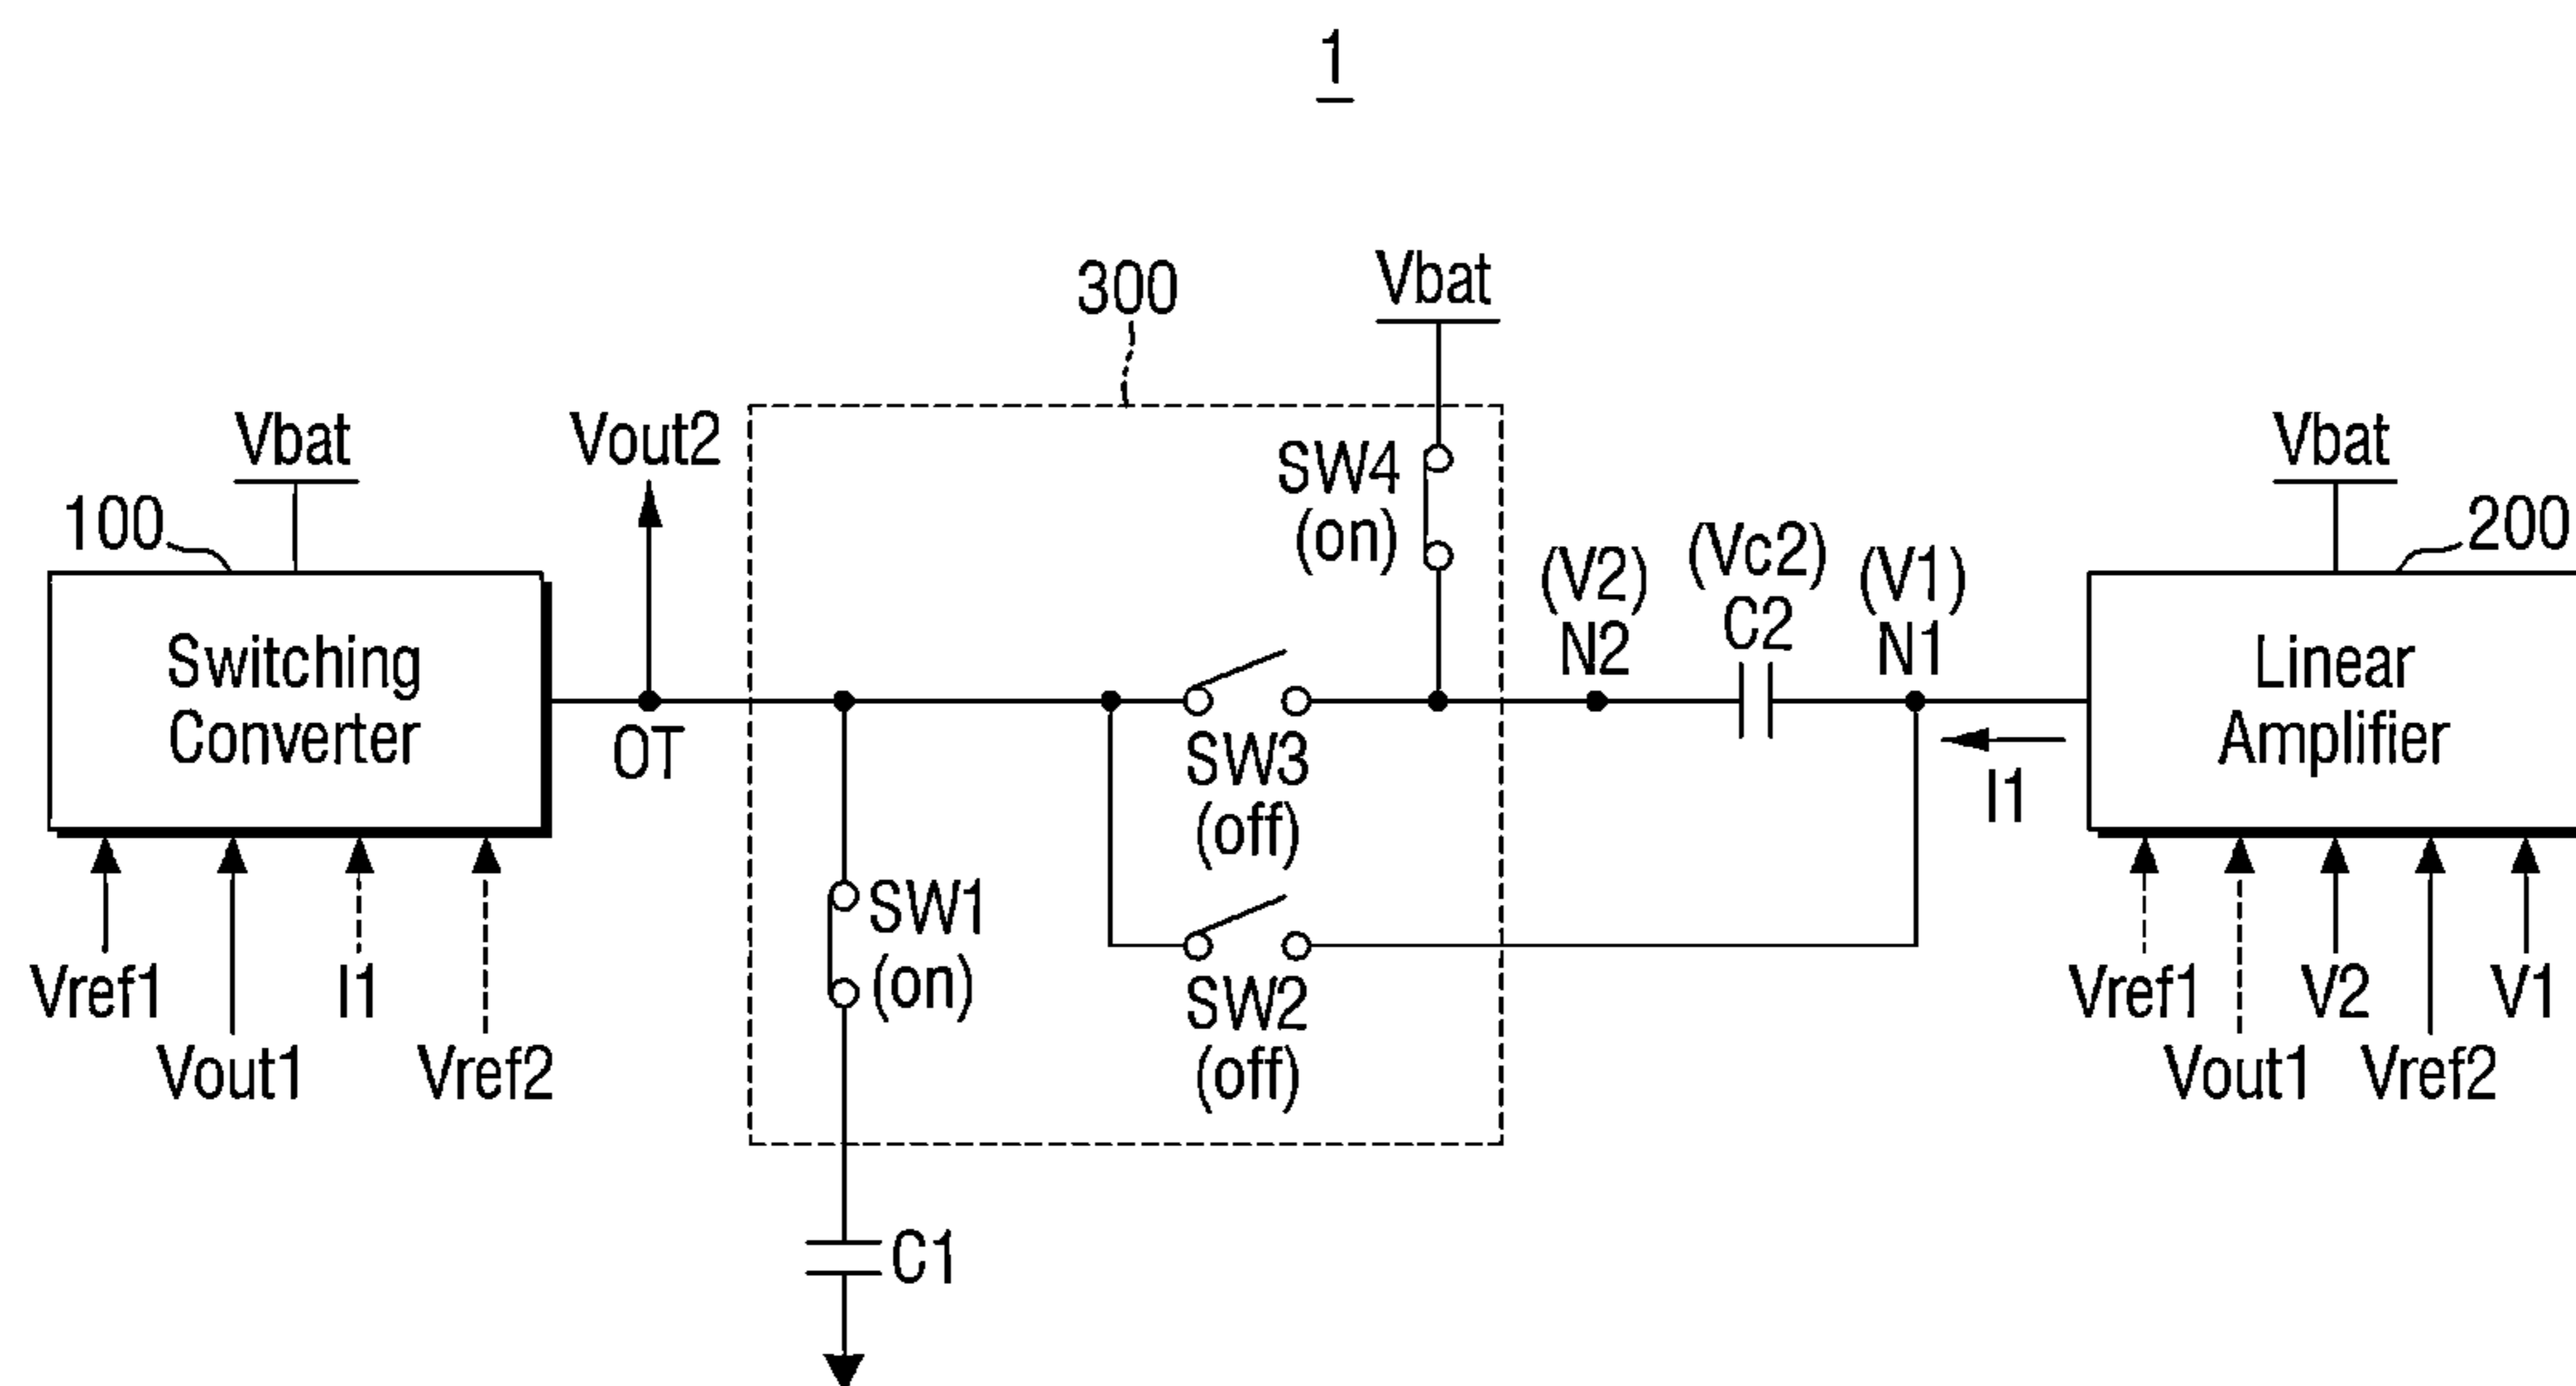 1
300
Vbat
Vbat
Vout2
SW4
(on)
Vbat
100
200
(V2)
N2
(Vc2)
C2
(V1)
N1
Switching
Converter
OT
SW3
(off)
I1
Linear
Amplifier
SW1
(on)
SW2
(off)
Vref1
Vout1
I1
Vref2
Vref1
Vout1
V2
Vref2
V1
C1